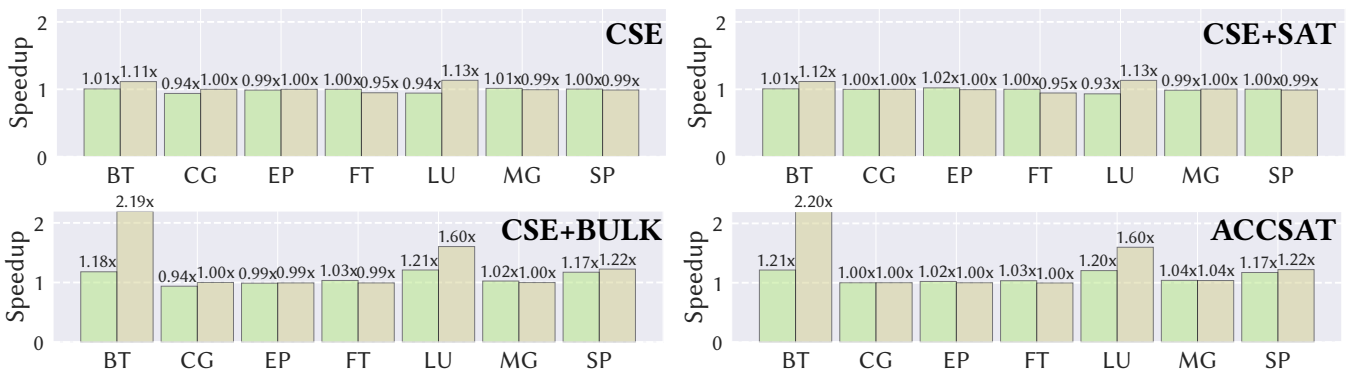 CSE
Speedup
2
1
0
1.01x 1.11x 0.94x 1.00x 0.99x 1.00x 1.00x 0.95x 0.94x 1.13x 1.01x 0.99x 1.00x 0.99x
BT CG EP FT LU MG SP
CSE+SAT
Speedup
2
1
0
1.01x 1.12x 1.00x 1.00x 1.02x 1.00x 1.00x 0.95x 0.93x 1.13x 0.99x 1.00x 1.00x 0.99x
BT CG EP FT LU MG SP
CSE+BULK
Speedup
2
1
0
1.18x 2.19x 0.94x 1.00x 0.99x 0.99x 1.03x 0.99x 1.21x 1.60x 1.02x 1.00x 1.17x 1.22x
BT CG EP FT LU MG SP
ACCSAT
Speedup
2
1
0
1.21x 2.20x 1.00x 1.00x 1.02x 1.00x 1.03x 1.00x 1.20x 1.60x 1.04x 1.04x 1.17x 1.22x
BT CG EP FT LU MG SP